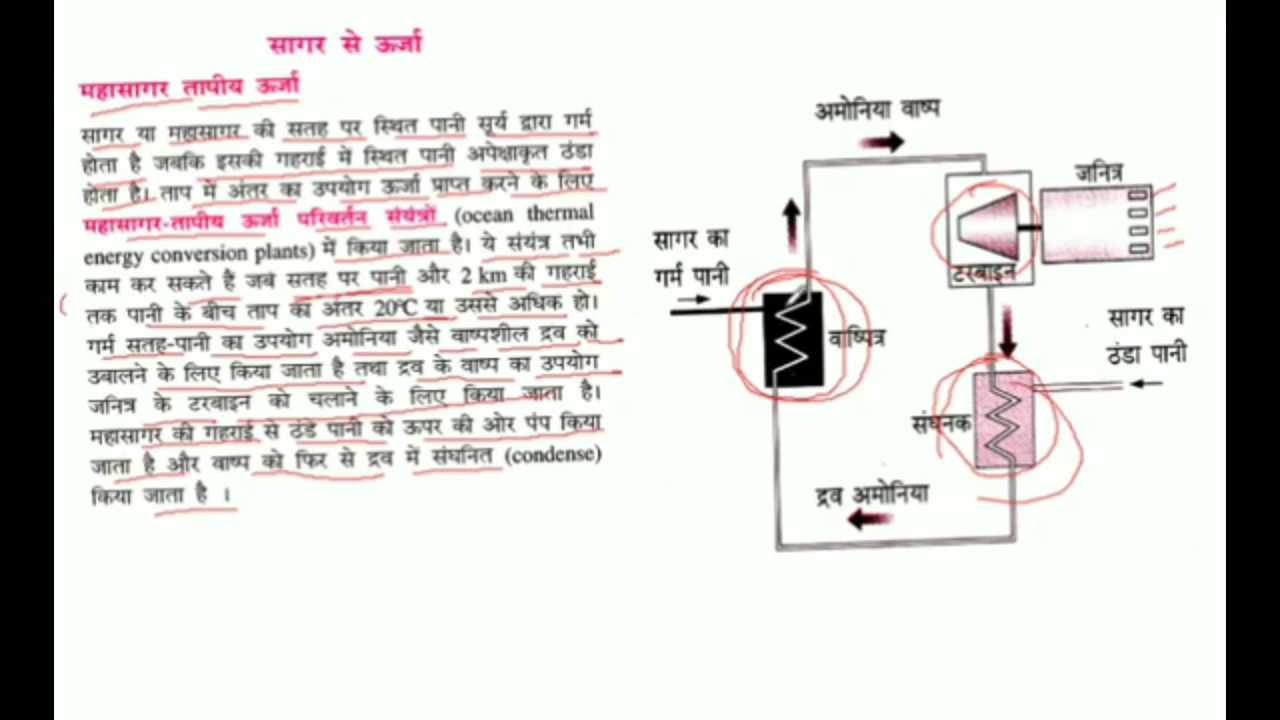 सागर से ऊर्जा
महासागर तापीय ऊर्जा
सागर या महासागर की सतह पर स्थित पानी सूर्य द्वारा गर्म
होता है जबकि इसकी गहराई में स्थित पानी अपेक्षाकृत ठंडा
होता है। ताप में अंतर का उपयोग ऊर्जा प्राप्त करने के लिए
महासागर-तापीय ऊर्जा परिवर्तन संयंत्रों (ocean thermal
energy conversion plants) में किया जाता है। ये संयंत्र तभी
काम कर सकते है जब सतह पर पानी और 2 km की गहराई
तक पानी के बीच ताप का अंतर 20°C या उससे अधिक हो।
गर्म सतह-पानी का उपयोग अमोनिया जैसे वाष्पशील द्रव को
उबालने के लिए किया जाता है तथा द्रव के वाष्प का उपयोग
जनित्र के टरबाइन को चलाने के लिए किया जाता है।
महासागर की गहराई से ठंडे पानी को ऊपर की ओर पंप किया
जाता है और वाष्प को फिर से द्रव में संघनित (condense)
किया जाता है ।
अमोनिया वाष्प
जनित्र
सागर का
गर्म पानी
टरबाइन
सागर का
ठंडा पानी
वाष्पित्र
संघनक
द्रव अमोनिया